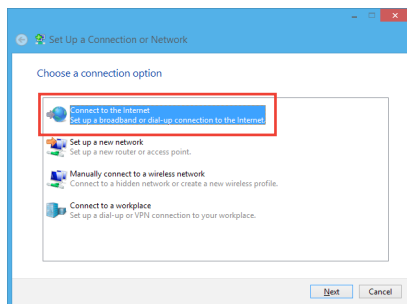 Set Up a Connection or Network
Choose a connection option
Connect to the Internet
Set up a broadband or dial-up connection to the Internet.
Set up a new network
Set up a new router or access point.
Manually connect to a wireless network
Connect to a hidden network or create a new wireless profile.
Connect to a workplace
Set up a dial-up or VPN connection to your workplace.
Next Cancel